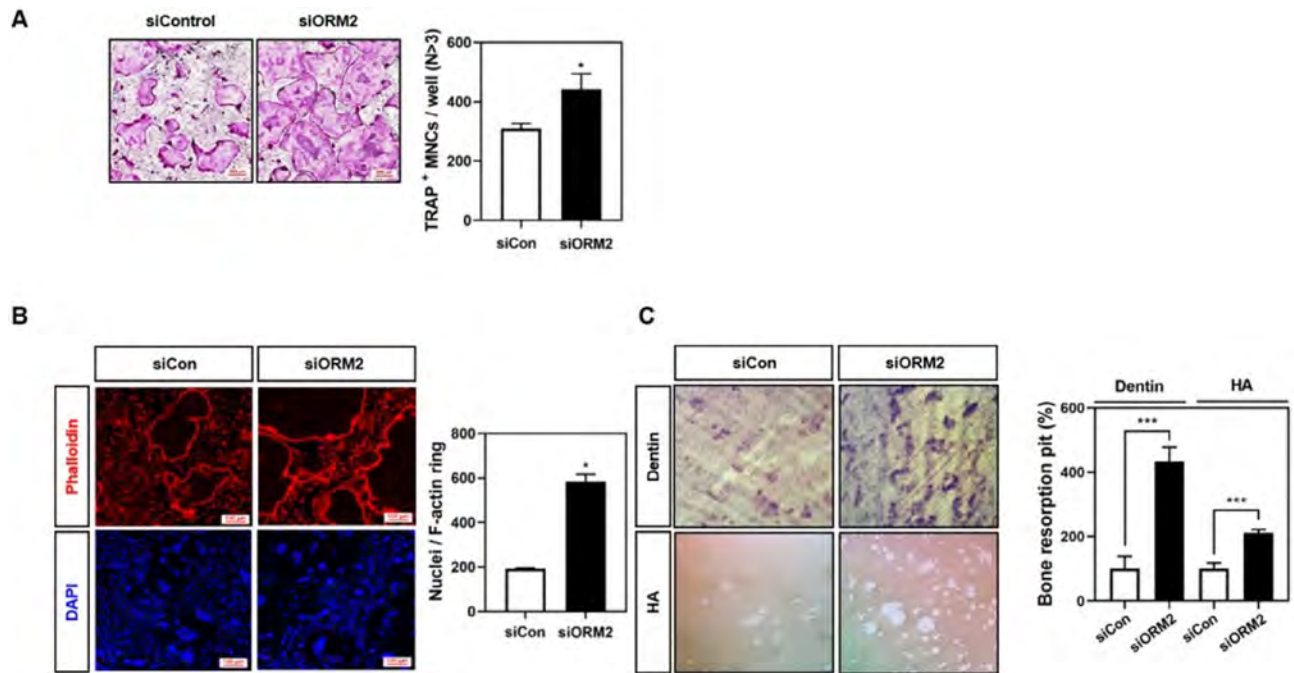 A
siControl
siORM2
TRAP + MNCs / well (N>3)
600
400
200
0
*
siCon
siORM2
B
siCon
siORM2
Phalloidin
DAPI
Nuclei / F-actin ring
800
600
400
200
0
*
siCon
siORM2
C
siCon
siORM2
Dentin
HA
Dentin
HA
Bone resorption pit (%)
600
400
200
0
***
***
siCon
siORM2
siCon
siORM2